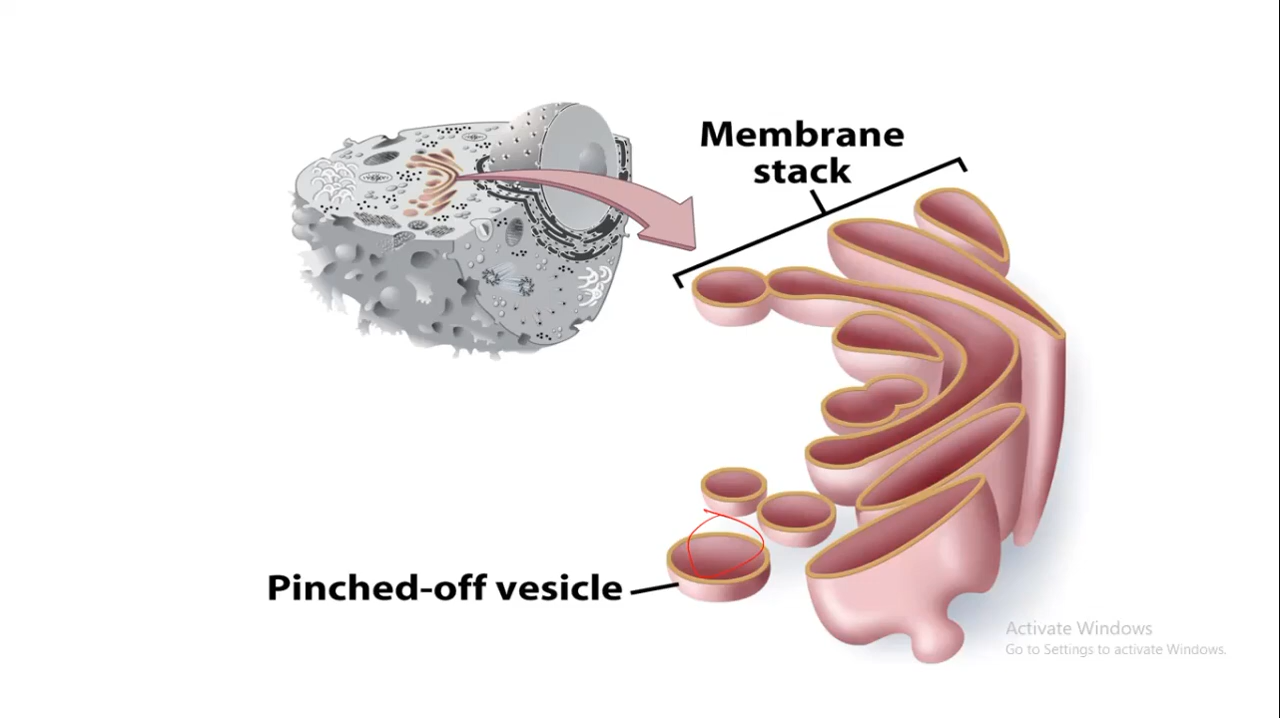 Membrane
stack
Pinched-off vesicle
Activate Windows
Go to Settings to activate Windows.